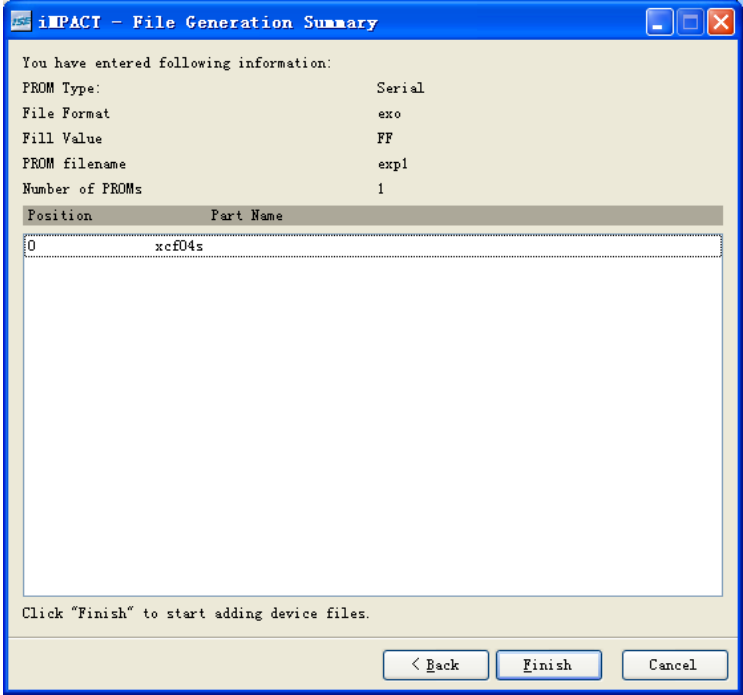 ISE iMPACT - File Generation Summary
You have entered following information:
PROM Type: Serial
File Format exo
Fill Value FF
PROM filename exp1
Number of PROMs 1
Position Part Name
0 xcf04s
Click "Finish" to start adding device files.
< Back Finish Cancel